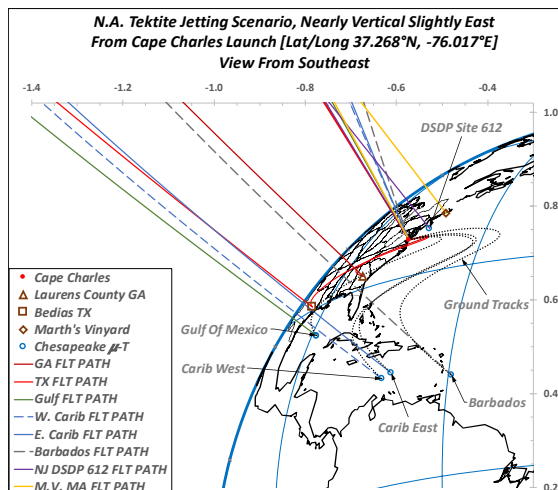 N.A. Tektite Jetting Scenario, Nearly Vertical Slightly East
From Cape Charles Launch [Lat/Long 37.268°N, -76.017°E]
View From Southeast
-1.4 -1.2 -1.0 -0.8 -0.6 -0.4
1.0
DSDP Site 612
0.8
Cape Charles
Laurens County GA
Bedias TX
Marth's Vinyard
Chesapeake μ-T
GA FLT PATH
TX FLT PATH
Gulf FLT PATH
W. Carib FLT PATH
E. Carib FLT PATH
Barbados FLT PATH
NJ DSDP 612 FLT PATH
M.V. MA FLT PATH
Ground Tracks
0.6
Gulf Of Mexico
Carib West
0.4
Barbados
Carib East
0.2